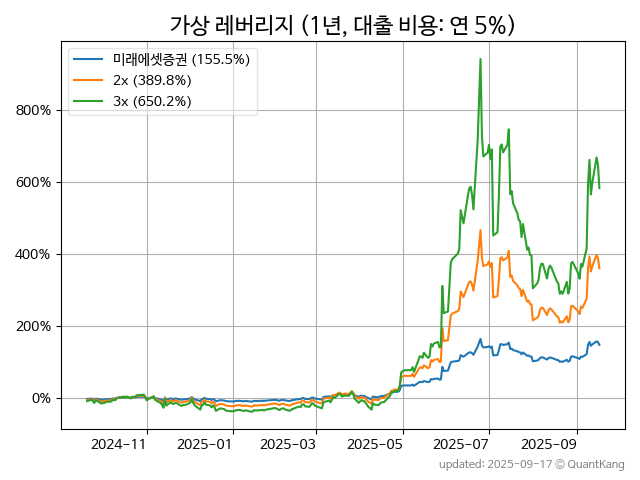 가상 레버리지 (1년, 대출 비용: 연 5%)
미래에셋증권 (155.5%)
2x (389.8%)
3x (650.2%)
800%
600%
400%
200%
0%
2024-11 2025-01 2025-03 2025-05 2025-07 2025-09
updated: 2025-09-17 © QuantKang